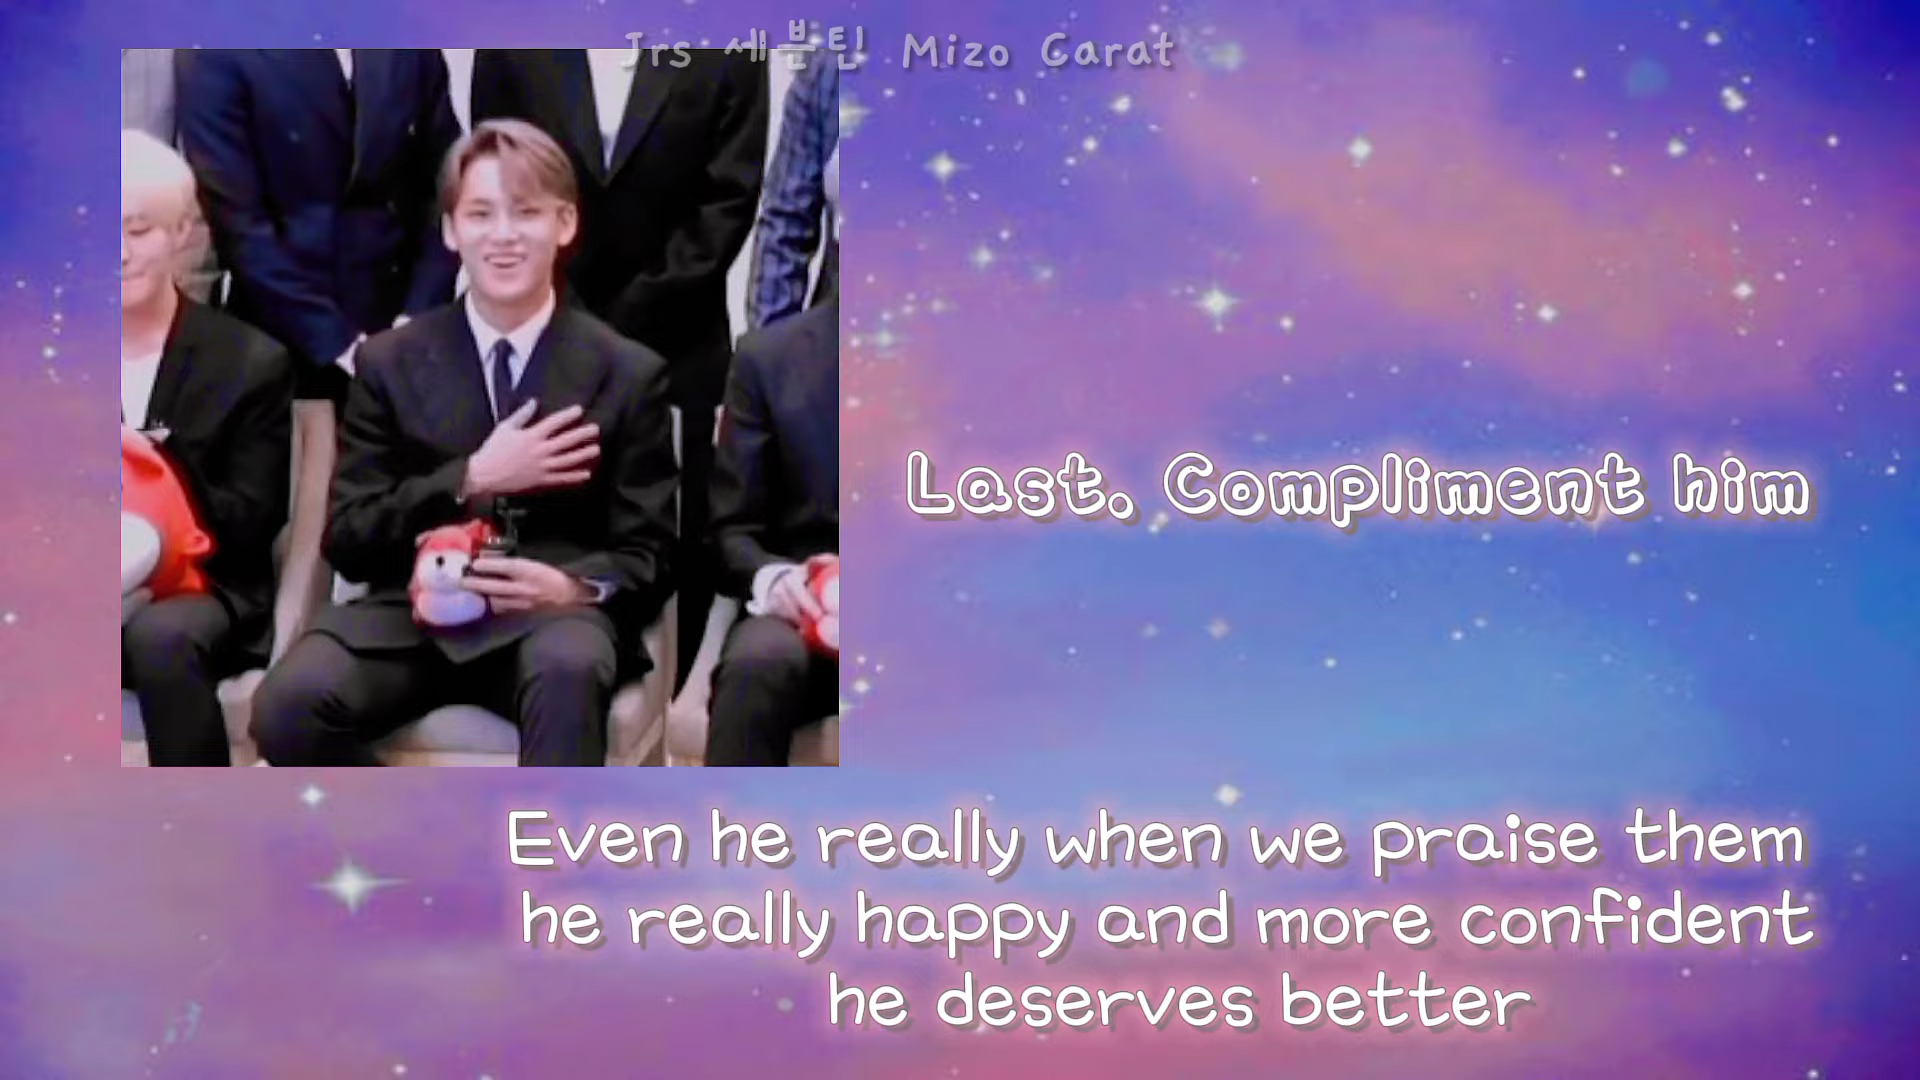 Jrs 세븐틴 Mizo Carat
Last. Compliment him
Even he really when we praise them
he really happy and more confident
he deserves better